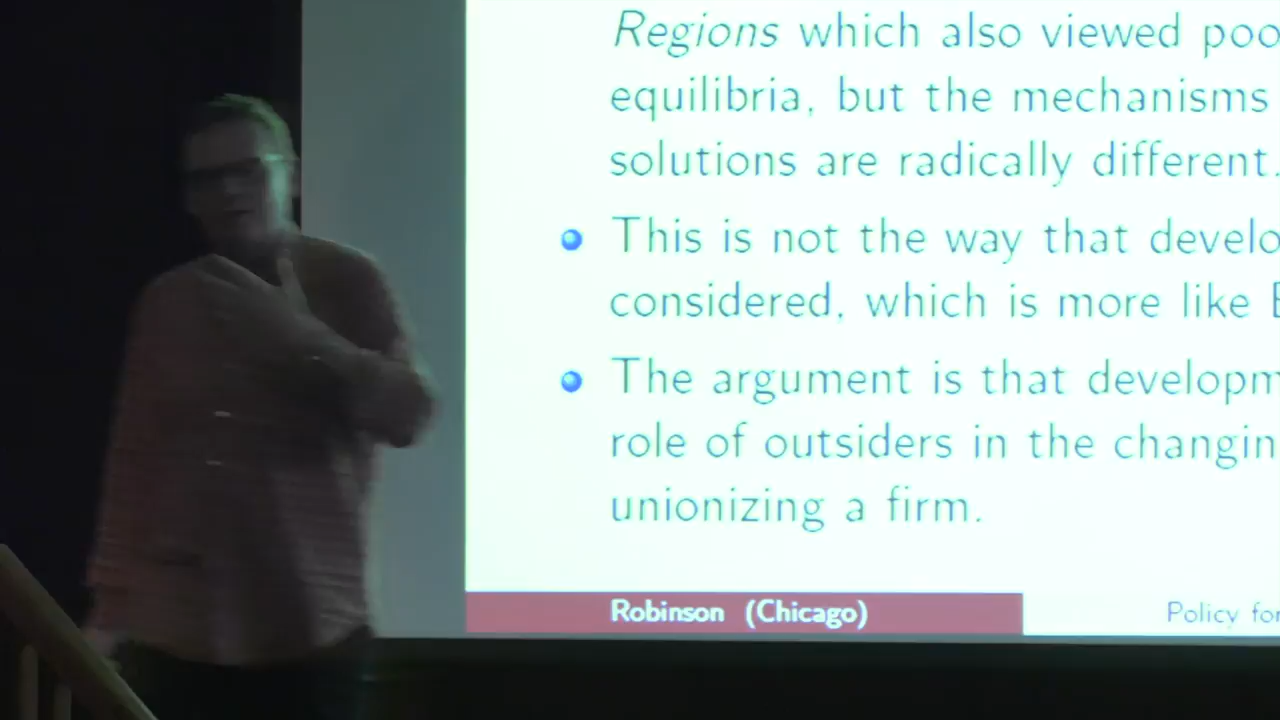 Regions which also viewed poo
equilibria, but the mechanisms
solutions are radically different.
This is not the way that develo
considered, which is more like
The argument is that developm
role of outsiders in the changin
unionizing a firm.
Robinson (Chicago)
Policy for